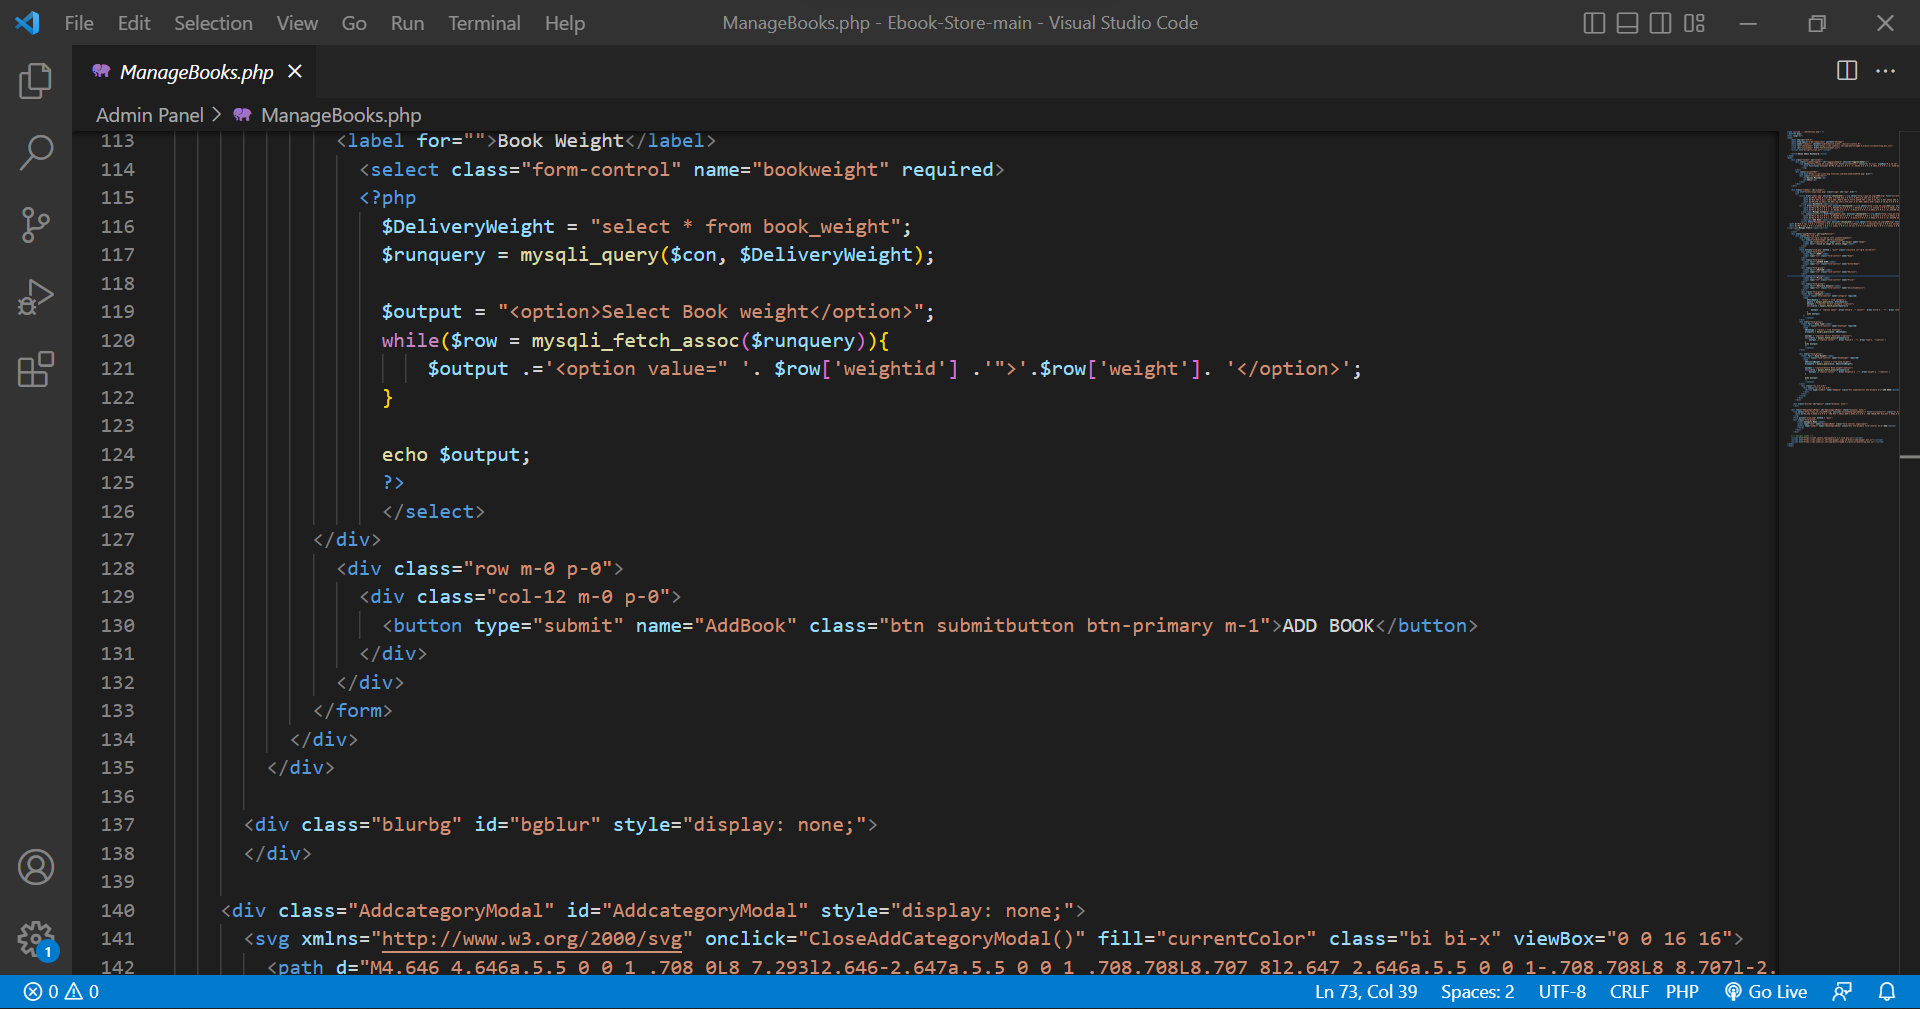 File Edit Selection View Go Run Terminal Help ManageBooks.php - Ebook-Store-main - Visual Studio Code
ManageBooks.php
Admin Panel > ManageBooks.php
113 <label for="">Book Weight</label>
114 <select class="form-control" name="bookweight" required>
115 <?php
116 $DeliveryWeight = "select * from book_weight";
117 $runquery = mysqli_query($con, $DeliveryWeight);
118
119 $output = "<option>Select Book weight</option>";
120 while($row = mysqli_fetch_assoc($runquery)){
121 $output .='<option value=" '. $row['weightid'] .'">'.$row['weight']. '</option>';
122 }
123
124 echo $output;
125 ?>
126 </select>
127 </div>
128 <div class="row m-0 p-0">
129 <div class="col-12 m-0 p-0">
130 <button type="submit" name="AddBook" class="btn submitbutton btn-primary m-1">ADD BOOK</button>
131 </div>
132 </div>
133 </form>
134 </div>
135 </div>
136
137 <div class="blurbg" id="bgblur" style="display: none;">
138 </div>
139
140 <div class="AddcategoryModal" id="AddcategoryModal" style="display: none;">
141 <svg xmlns="http://www.w3.org/2000/svg" onclick="CloseAddCategoryModal()" fill="currentColor" class="bi bi-x" viewBox="0 0 16 16">
142 <path d="M4.646 4.646a.5.5 0 0 1 .708 0L8 7.293l2.646-2.647a.5.5 0 0 1 .708.708L8.707 8l2.647 2.646a.5.5 0 0 1-.708.708L8 8.707l-2.
1
0 0 Ln 73, Col 39 Spaces: 2 UTF-8 CRLF PHP Go Live